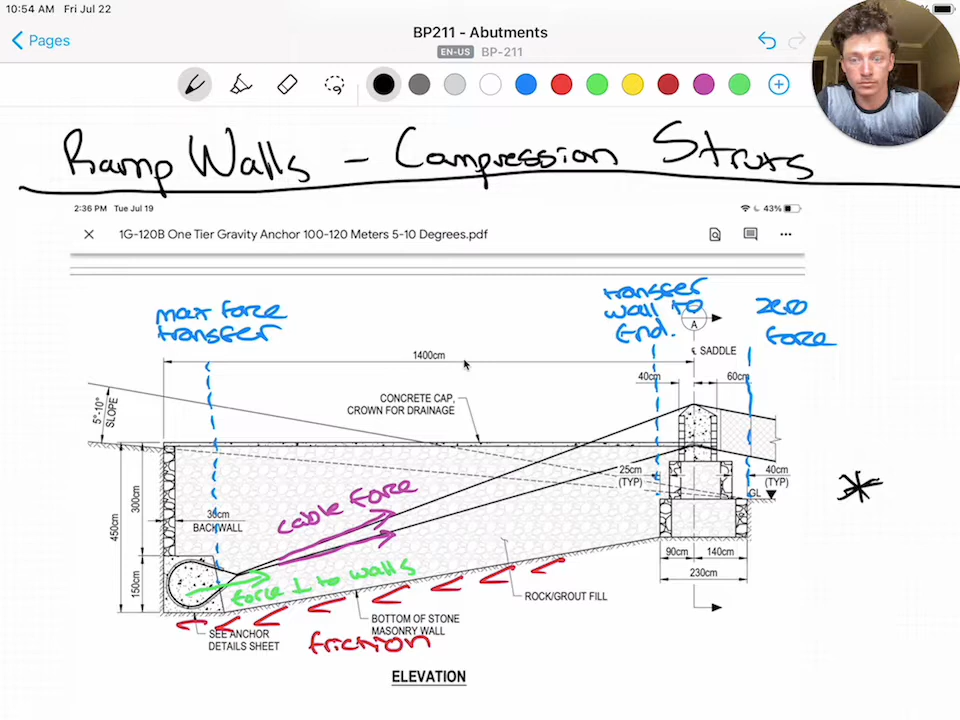 10:54 AM Fri Jul 22
Pages
BP211 - Abutments
EN-US BP-211
Ramp Walls - Compression Struts
2:36 PM Tue Jul 19
43%
1G-120B One Tier Gravity Anchor 100-120 Meters 5-10 Degrees.pdf
max force
transfer
transfer
wall to
End.
zero
force
A
1400cm
℄ SADDLE
40cm
60cm
CONCRETE CAP,
CROWN FOR DRAINAGE
5°-10°
SLOPE
25cm
(TYP)
40cm
(TYP)
GL
450cm
300cm
150cm
30cm
BACKWALL
cable force
force ⊥ to walls
90cm
140cm
230cm
ROCK/GROUT FILL
BOTTOM OF STONE
MASONRY WALL
SEE ANCHOR
DETAILS SHEET
friction
ELEVATION